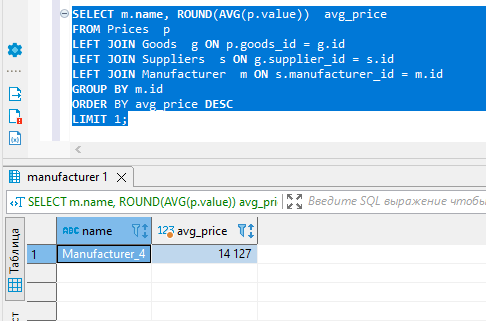 SELECT m.name, ROUND(AVG(p.value))  avg_price
FROM Prices  p
LEFT JOIN Goods  g ON p.goods_id = g.id
LEFT JOIN Suppliers  s ON g.supplier_id = s.id
LEFT JOIN Manufacturer  m ON s.manufacturer_id = m.id
GROUP BY m.id
ORDER BY avg_price DESC
LIMIT 1;
manufacturer 1
SELECT m.name, ROUND(AVG(p.value)) avg_pri
Введите SQL выражение чтобы
Таблица
ABC name
123 avg_price
1 Manufacturer_4 14 127